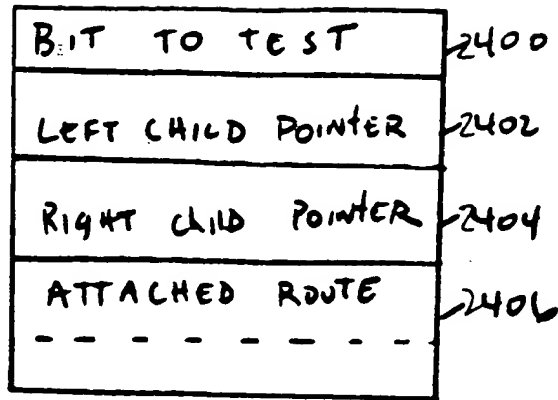 BIT TO TEST 2400
LEFT CHILD POINTER 2402
RIGHT CHILD POINTER 2404
ATTACHED ROUTE 2406